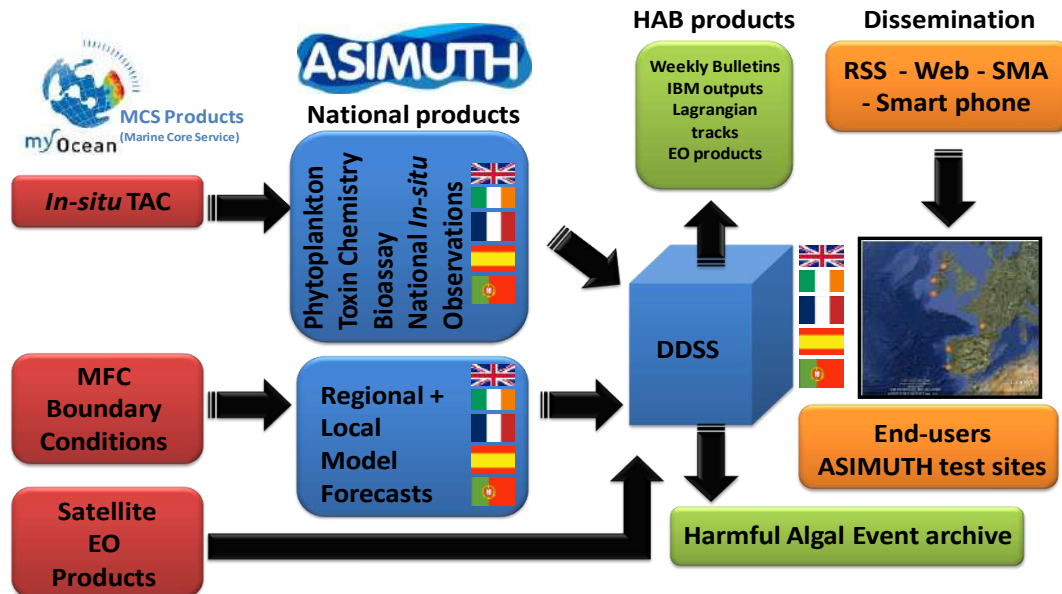 HAB products
Dissemination
ASIMUTH
my Ocean
MCS Products
(Marine Core Service)
National products
Weekly Bulletins
IBM outputs
Lagrangian
tracks
EO products
RSS - Web - SMA
- Smart phone
In-situ TAC
Phytoplankton
Toxin Chemistry
Bioassay
National In-situ
Observations
DDSS
MFC
Boundary
Conditions
Regional +
Local
Model
Forecasts
End-users
ASIMUTH test sites
Satellite
EO
Products
Harmful Algal Event archive